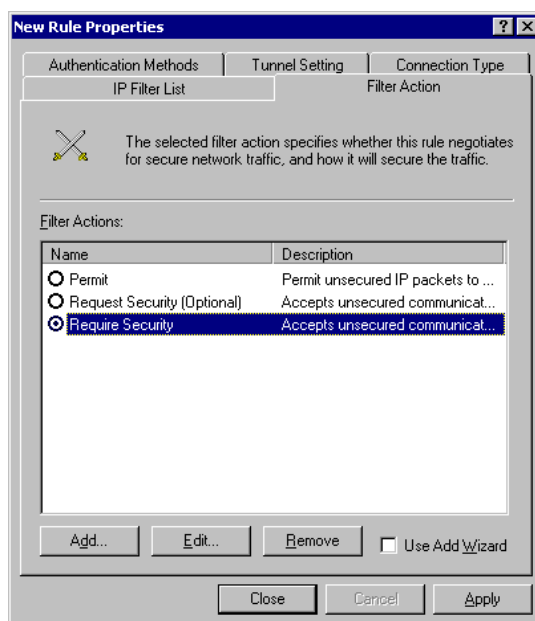 New Rule Properties
Authentication Methods Tunnel Setting Connection Type
IP Filter List Filter Action
The selected filter action specifies whether this rule negotiates
for secure network traffic, and how it will secure the traffic.
Filter Actions:
Name Description
Permit Permit unsecured IP packets to ...
Request Security (Optional) Accepts unsecured communicat...
Require Security Accepts unsecured communicat...
Add... Edit... Remove Use Add Wizard
Close Cancel Apply